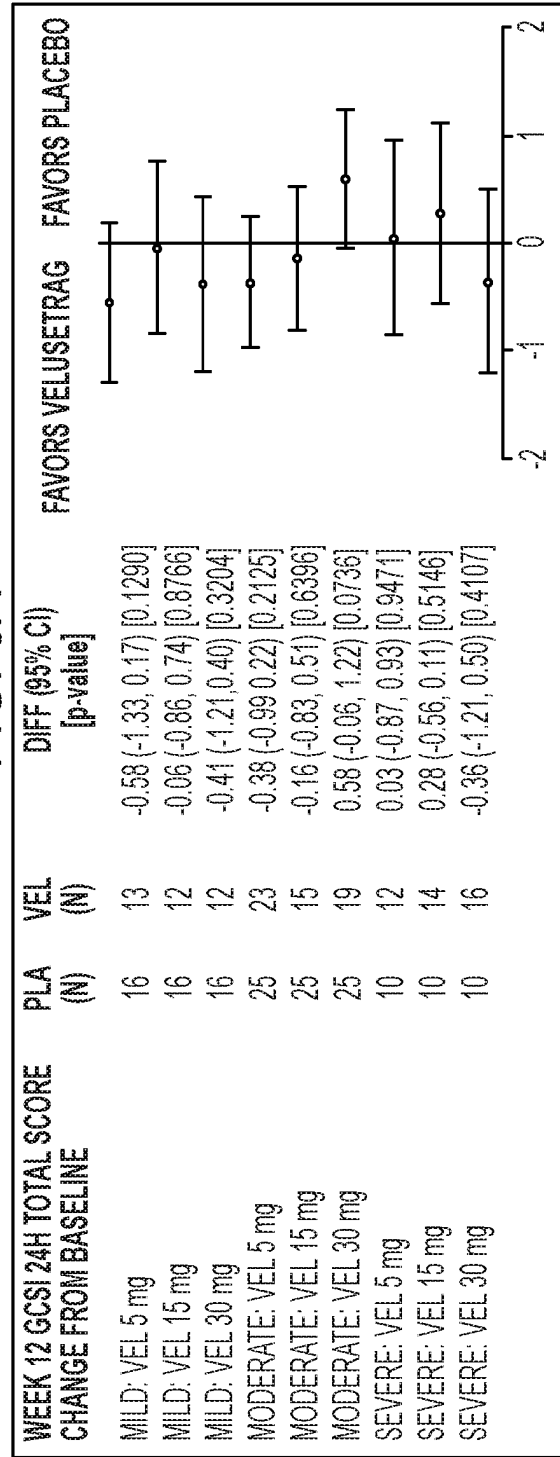 WEEK 12 GCSI 24H TOTAL SCORE CHANGE FROM BASELINE PLA (N) VEL (N) DIFF (95% CI) [p-value] FAVORS VELUSETRAG FAVORS PLACEBO
MILD: VEL 5 mg 16 13 -0.58 (-1.33, 0.17) [0.1290]
MILD: VEL 15 mg 16 12 -0.06 (-0.86, 0.74) [0.8766]
MILD: VEL 30 mg 16 12 -0.41 (-1.21, 0.40) [0.3204]
MODERATE: VEL 5 mg 25 23 -0.38 (-0.99 0.22) [0.2125]
MODERATE: VEL 15 mg 25 15 -0.16 (-0.83, 0.51) [0.6396]
MODERATE: VEL 30 mg 25 19 0.58 (-0.06, 1.22) [0.0736]
SEVERE: VEL 5 mg 10 12 0.03 (-0.87, 0.93) [0.9471]
SEVERE: VEL 15 mg 10 14 0.28 (-0.56, 0.11) [0.5146]
SEVERE: VEL 30 mg 10 16 -0.36 (-1.21, 0.50) [0.4107]
-2 -1 0 1 2